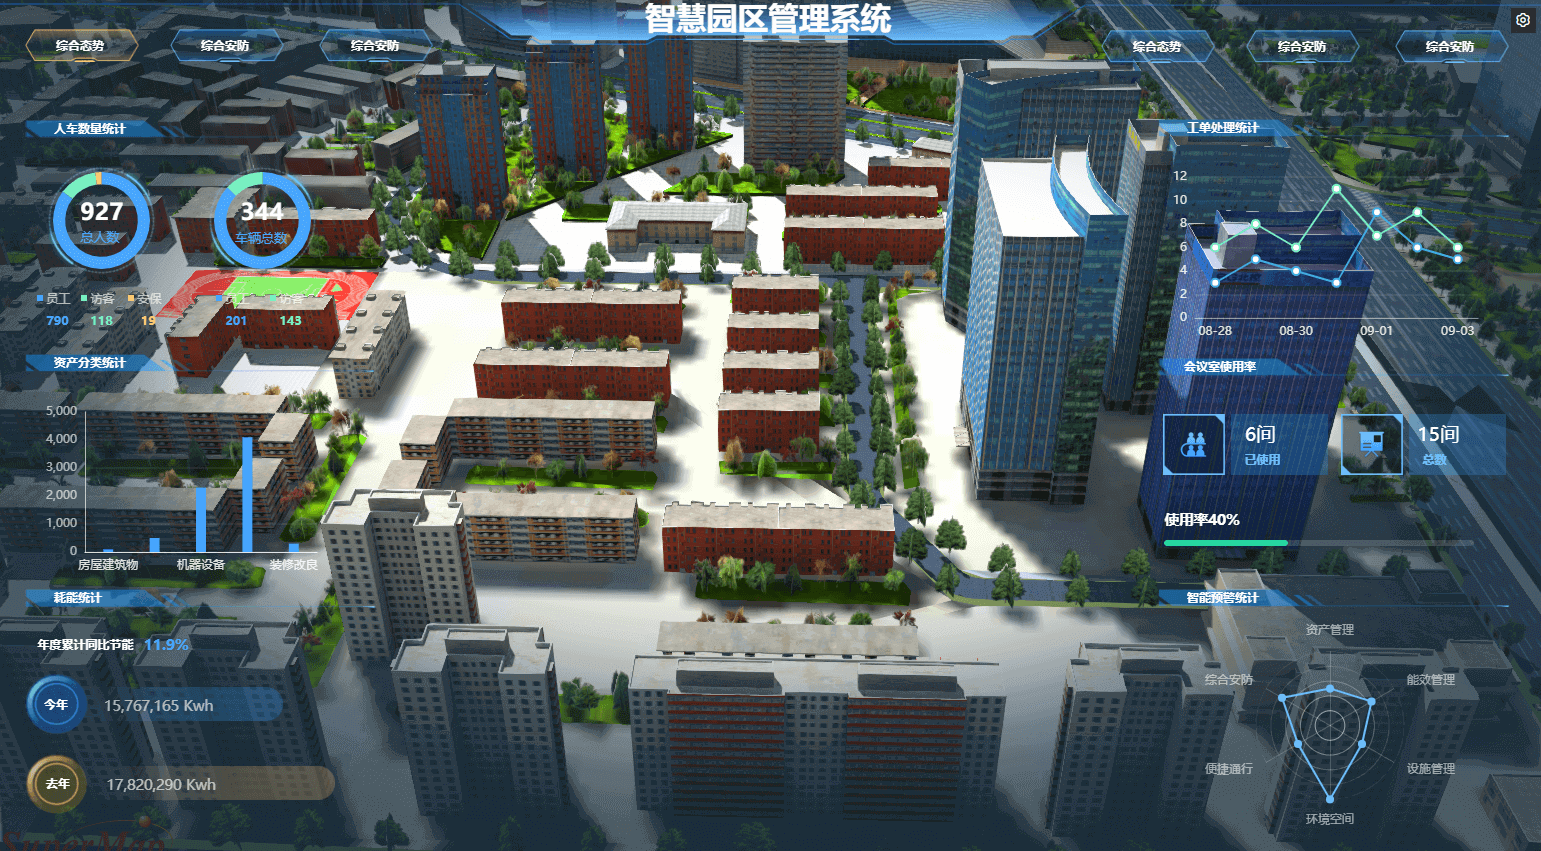 智慧园区管理系统
综合态势
综合安防
综合安防
综合态势
综合安防
综合安防
人车数量统计
927
总人数
344
车辆总数
员工 访客 安保
790 118 19
员工 访客
201 143
资产分类统计
5,000
4,000
3,000
2,000
1,000
0
房屋建筑物 机器设备 装修改良
耗能统计
年度累计同比节能 11.9%
今年 15,767,165 Kwh
去年 17,820,290 Kwh
SuperMap
工单处理统计
12
10
8
6
4
2
0
08-28 08-30 09-01 09-03
会议室使用率
6间
已使用
15间
总数
使用率40%
智能预警统计
资产管理
综合安防
能效管理
便捷通行
设施管理
环境空间